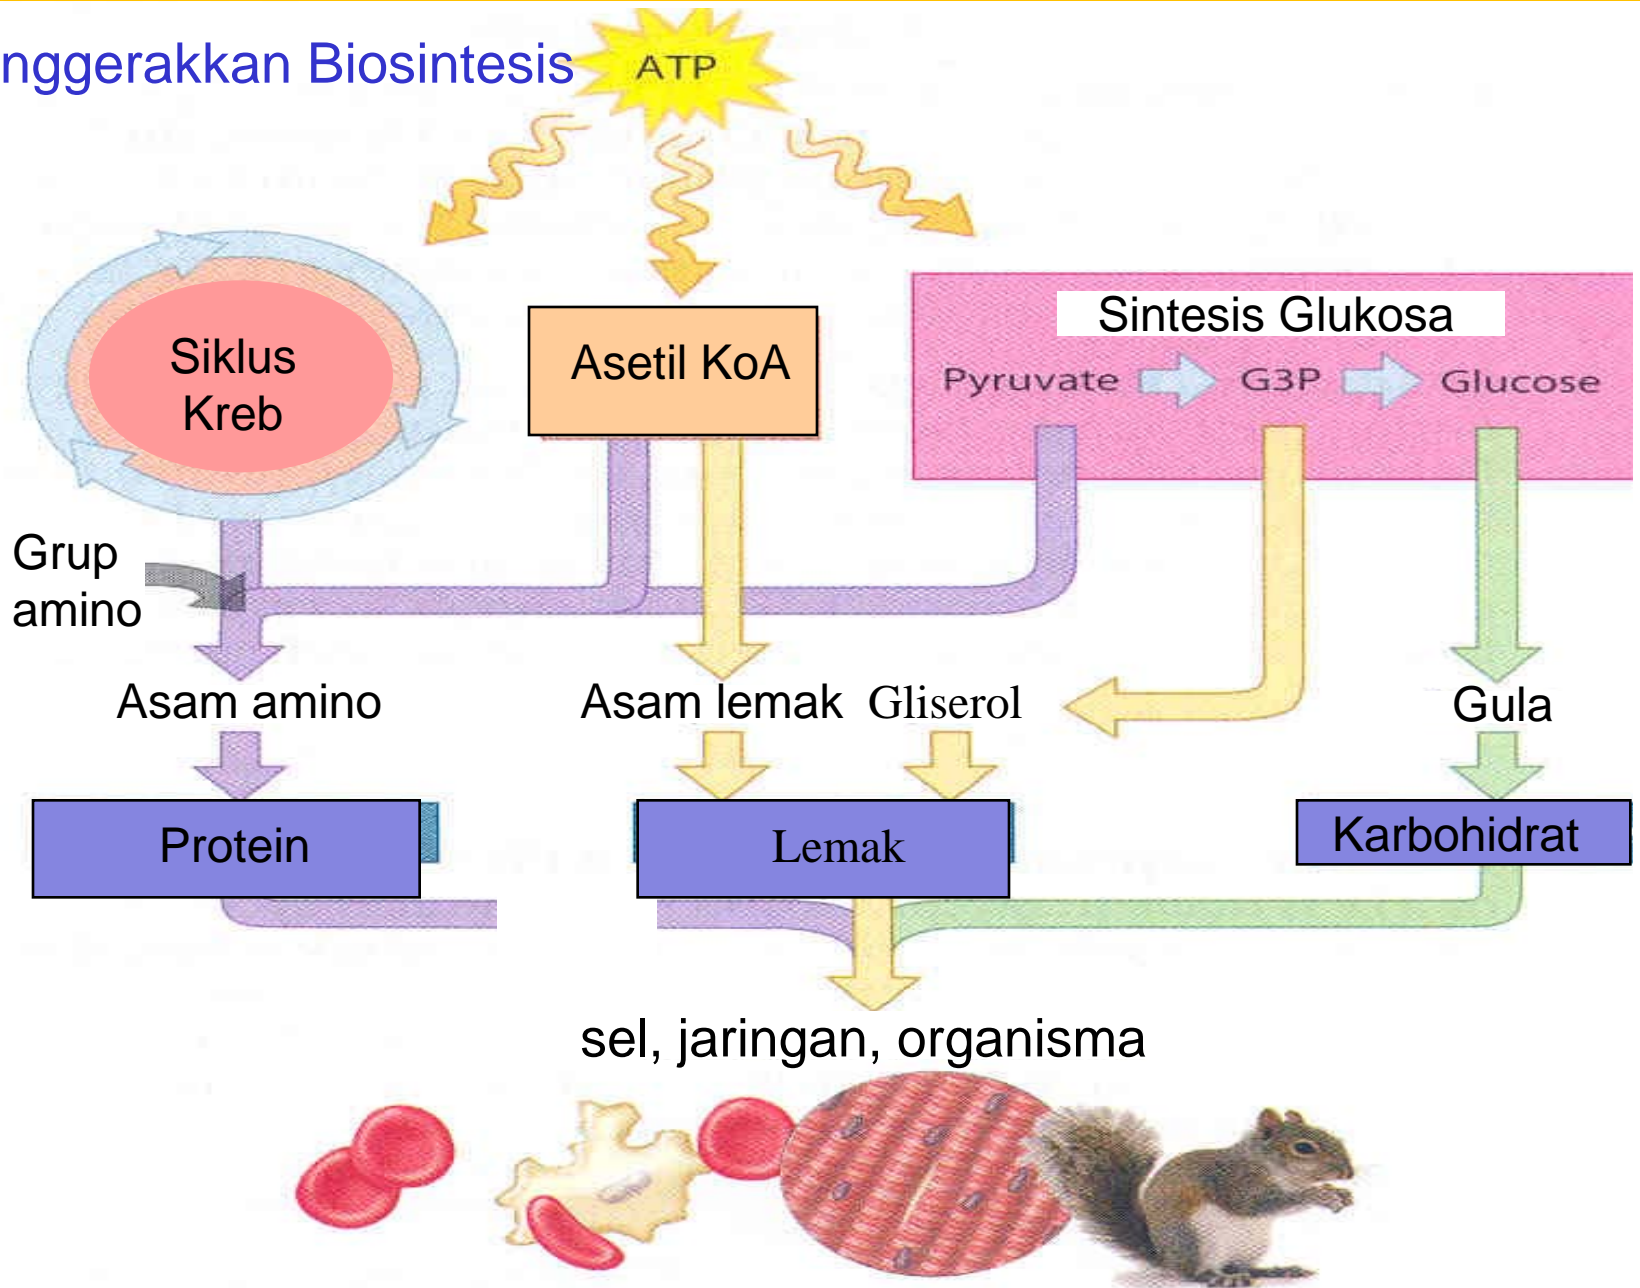 nggerakkan Biosintesis
ATP
Siklus
Kreb
Asetil KoA
Sintesis Glukosa
Pyruvate G3P Glucose
Grup
amino
Asam amino
Asam lemak Gliserol
Gula
Protein
Lemak
Karbohidrat
sel, jaringan, organisma